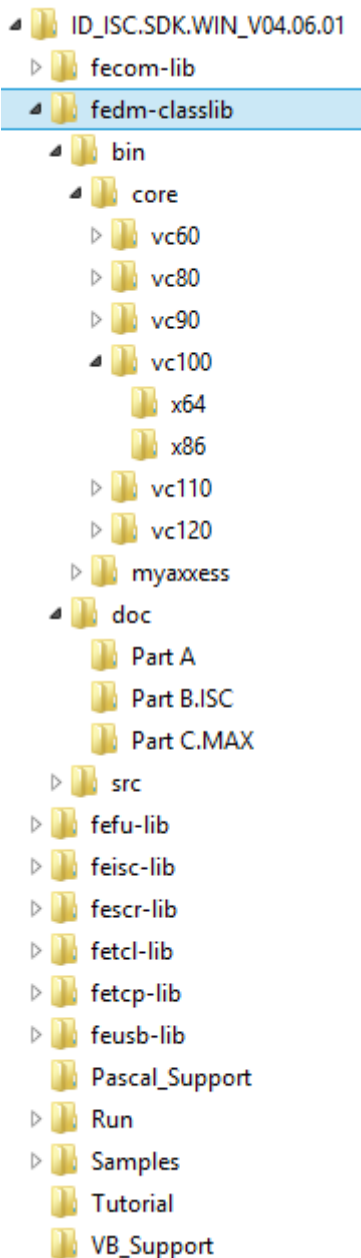 ID_ISC.SDK.WIN_V04.06.01
fecom-lib
fedm-classlib
bin
core
vc60
vc80
vc90
vc100
x64
x86
vc110
vc120
myaxxess
doc
Part A
Part B.ISC
Part C.MAX
src
fefu-lib
feisc-lib
fescr-lib
fetcl-lib
fetcp-lib
feusb-lib
Pascal_Support
Run
Samples
Tutorial
VB_Support